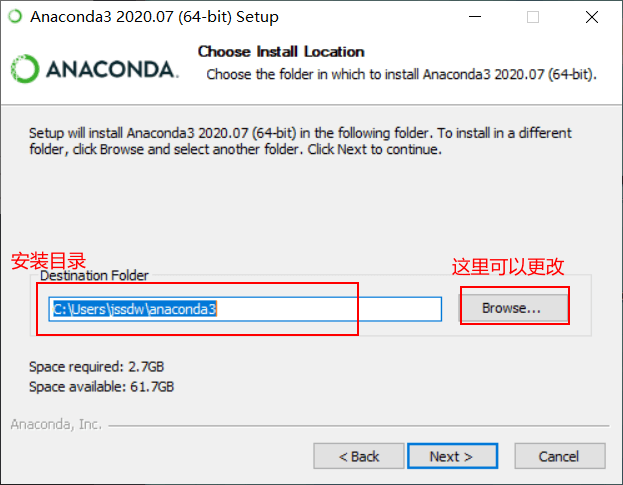 Anaconda3 2020.07 (64-bit) Setup
ANACONDA.
Choose Install Location
Choose the folder in which to install Anaconda3 2020.07 (64-bit).
Setup will install Anaconda3 2020.07 (64-bit) in the following folder. To install in a different
folder, click Browse and select another folder. Click Next to continue.
安装目录
这里可以更改
Destination Folder
C:\Users\jssdw\anaconda3
Browse...
Space required: 2.7GB
Space available: 61.7GB
Anaconda, Inc.
< Back
Next >
Cancel